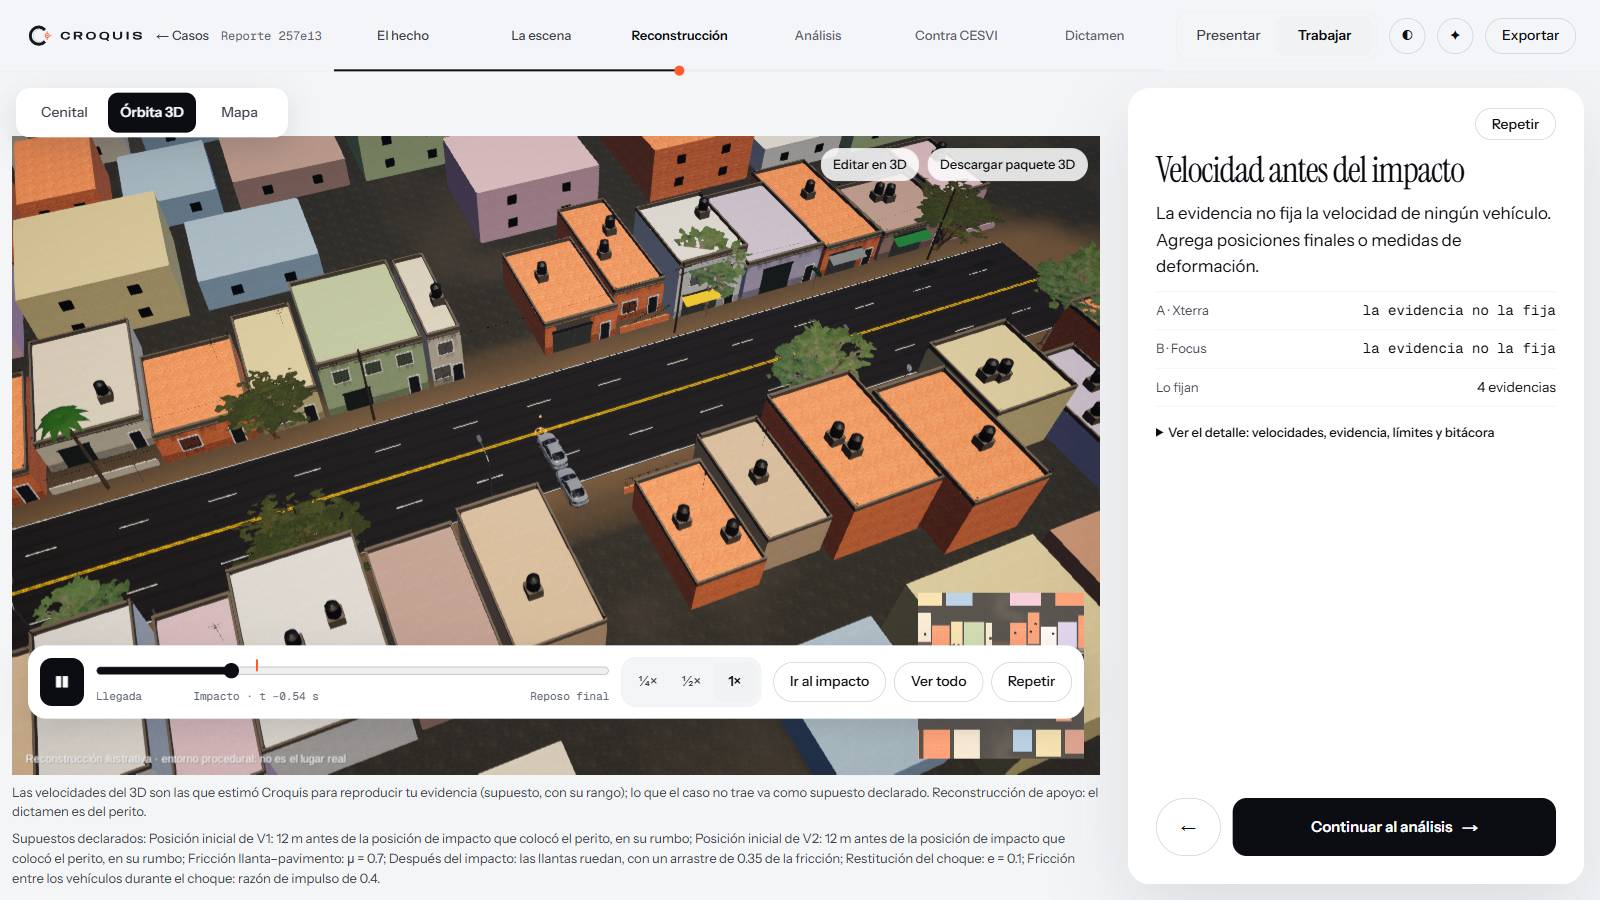 CROQUIS
← Casos
Reporte 257e13
El hecho
La escena
Reconstrucción
Análisis
Contra CESVI
Dictamen
Presentar
Trabajar
Exportar
Cenital
Órbita 3D
Mapa
Editar en 3D
Descargar paquete 3D
Llegada
Impacto · t −0.54 s
Reposo final
¼×
½×
1×
Ir al impacto
Ver todo
Repetir
Reconstrucción ilustrativa · entorno procedural: no es el lugar real
Las velocidades del 3D son las que estimó Croquis para reproducir tu evidencia (supuesto, con su rango); lo que el caso no trae va como supuesto declarado. Reconstrucción de apoyo: el
dictamen es del perito.
Supuestos declarados: Posición inicial de V1: 12 m antes de la posición de impacto que colocó el perito, en su rumbo; Posición inicial de V2: 12 m antes de la posición de impacto que
colocó el perito, en su rumbo; Fricción llanta–pavimento: μ = 0.7; Después del impacto: las llantas ruedan, con un arrastre de 0.35 de la fricción; Restitución del choque: e = 0.1; Fricción
entre los vehículos durante el choque: razón de impulso de 0.4.
Repetir
Velocidad antes del impacto
La evidencia no fija la velocidad de ningún vehículo.
Agrega posiciones finales o medidas de
deformación.
A · Xterra
la evidencia no la fija
B · Focus
la evidencia no la fija
Lo fijan
4 evidencias
▶ Ver el detalle: velocidades, evidencia, límites y bitácora
←
Continuar al análisis →